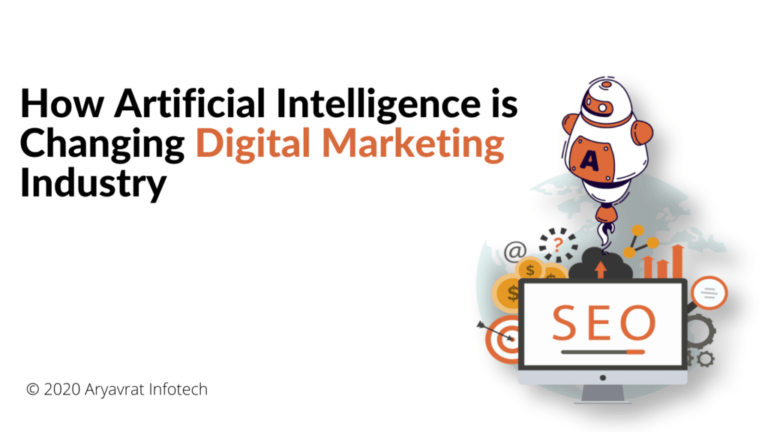 How Artificial Intelligence is
Changing Digital Marketing
Industry
A
@
?
$
$
$
SEO
© 2020 Aryavrat Infotech